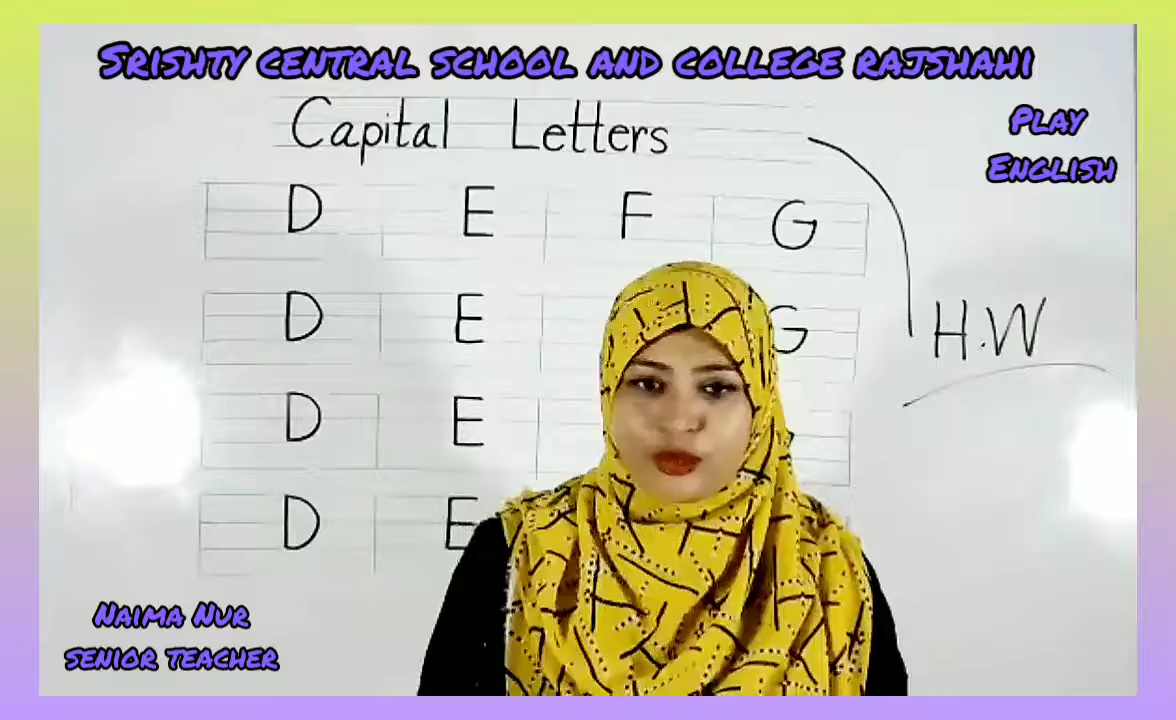 SRISHTY CENTRAL SCHOOL AND COLLEGE RAJSHAHI
Capital Letters
PLAY
ENGLISH
D E F G
D E G
H.W
D E
D E
NAIMA NUR
SENIOR TEACHER